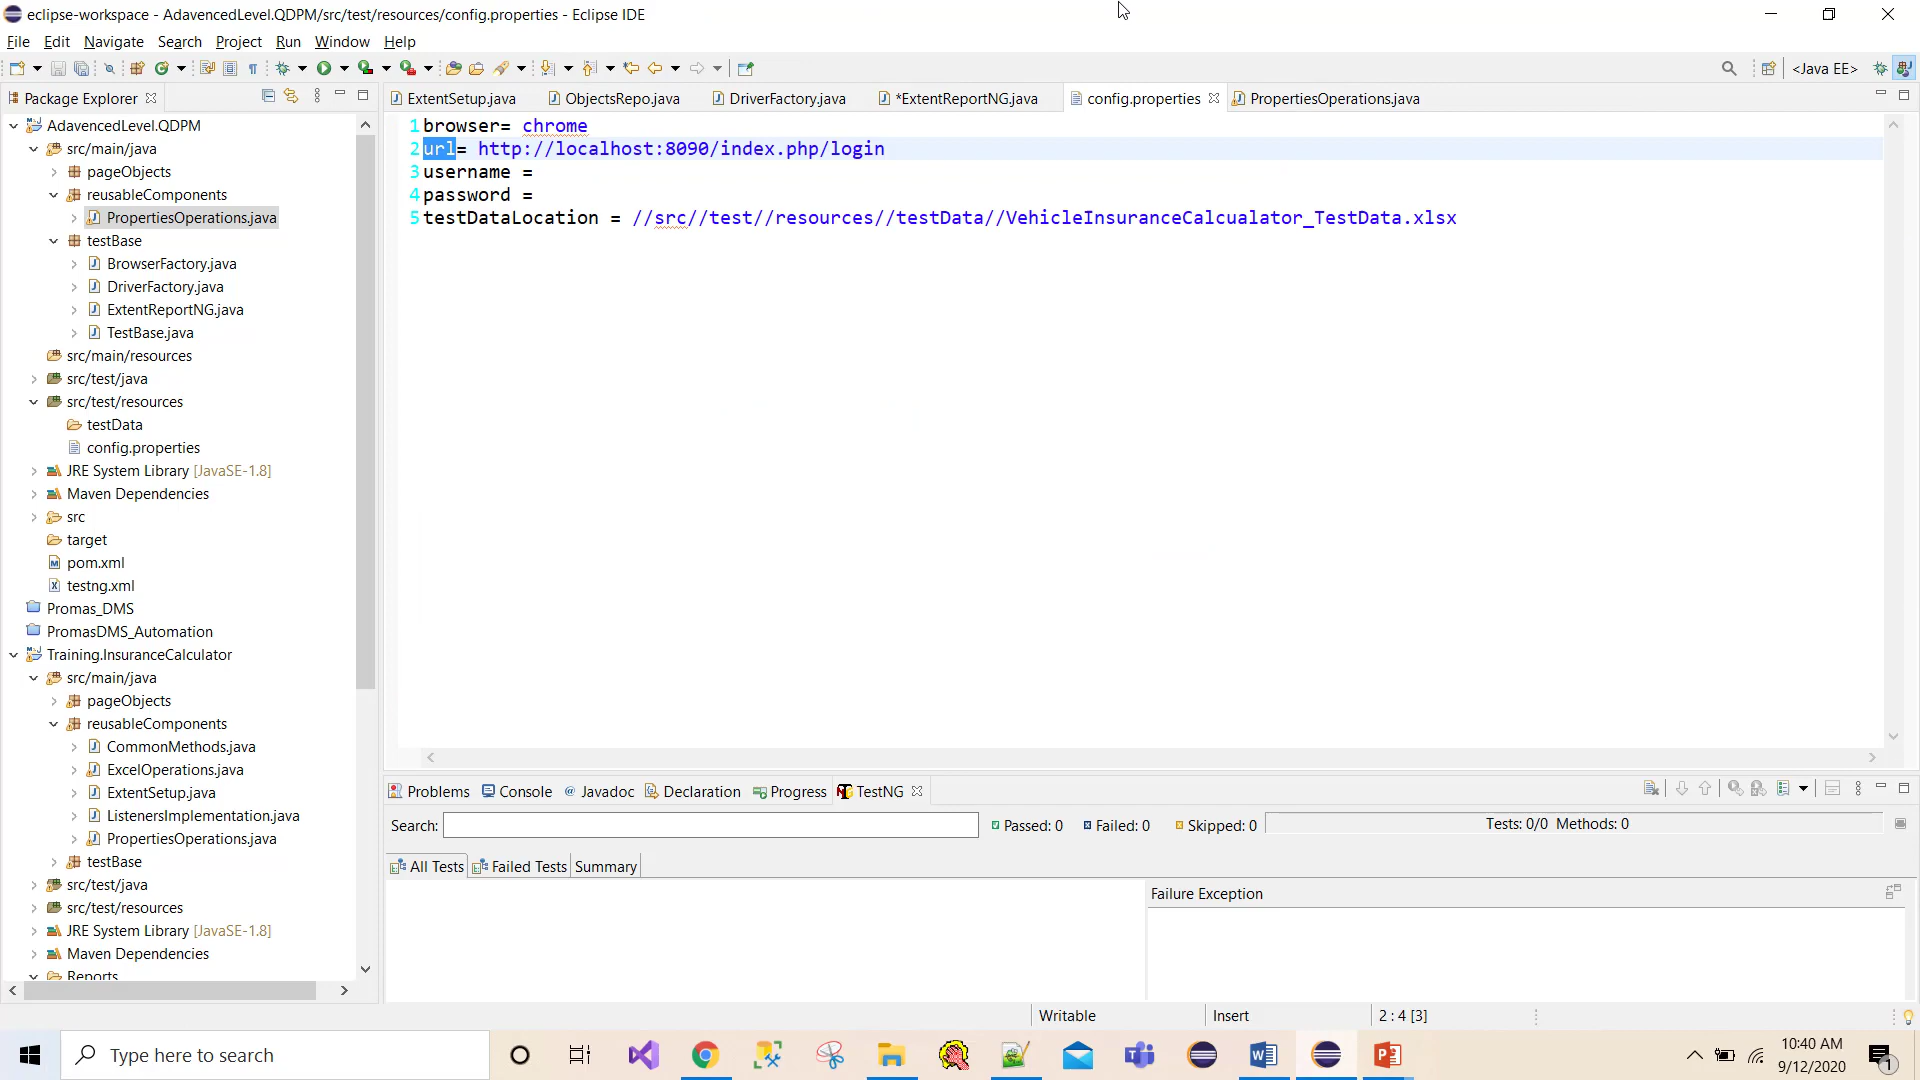 eclipse-workspace - AdavencedLevel.QDPM/src/test/resources/config.properties - Eclipse IDE
File Edit Navigate Search Project Run Window Help
<Java EE>
Package Explorer
ExtentSetup.java ObjectsRepo.java DriverFactory.java *ExtentReportNG.java config.properties PropertiesOperations.java
AdavencedLevel.QDPM
src/main/java
pageObjects
reusableComponents
PropertiesOperations.java
testBase
BrowserFactory.java
DriverFactory.java
ExtentReportNG.java
TestBase.java
src/main/resources
src/test/java
src/test/resources
testData
config.properties
JRE System Library [JavaSE-1.8]
Maven Dependencies
src
target
pom.xml
testng.xml
Promas_DMS
PromasDMS_Automation
Training.InsuranceCalculator
src/main/java
pageObjects
reusableComponents
CommonMethods.java
ExcelOperations.java
ExtentSetup.java
ListenersImplementation.java
PropertiesOperations.java
testBase
src/test/java
src/test/resources
JRE System Library [JavaSE-1.8]
Maven Dependencies
Reports
1 browser= chrome
2 url= http://localhost:8090/index.php/login
3 username =
4 password =
5 testDataLocation = //src//test//resources//testData//VehicleInsuranceCalcualator_TestData.xlsx
Problems Console Javadoc Declaration Progress TestNG
Search: Passed: 0 Failed: 0 Skipped: 0 Tests: 0/0 Methods: 0
All Tests Failed Tests Summary
Failure Exception
Writable Insert 2 : 4 [3]
Type here to search
10:40 AM
9/12/2020
1